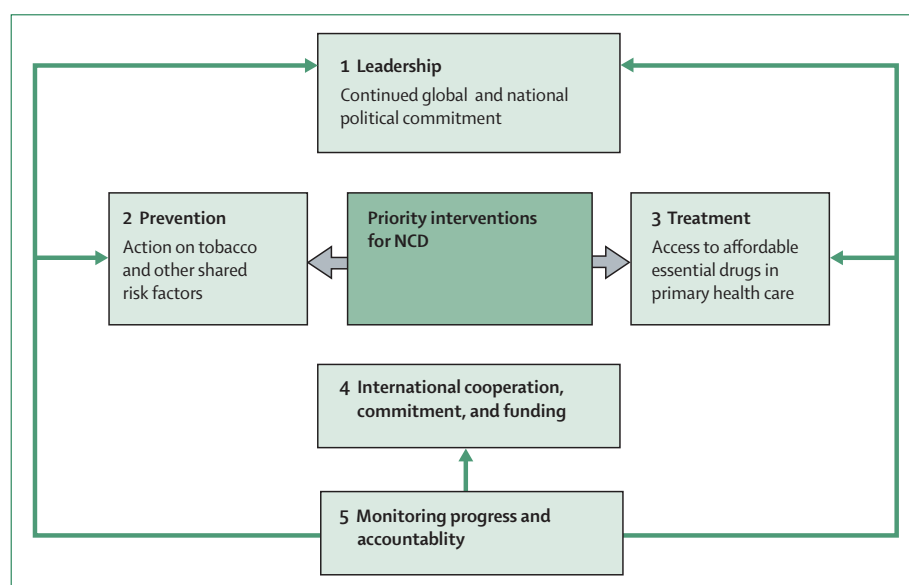 1 Leadership
Continued global and national
political commitment
2 Prevention
Action on tobacco
and other shared
risk factors
Priority interventions
for NCD
3 Treatment
Access to affordable
essential drugs in
primary health care
4 International cooperation,
commitment, and funding
5 Monitoring progress and
accountablity